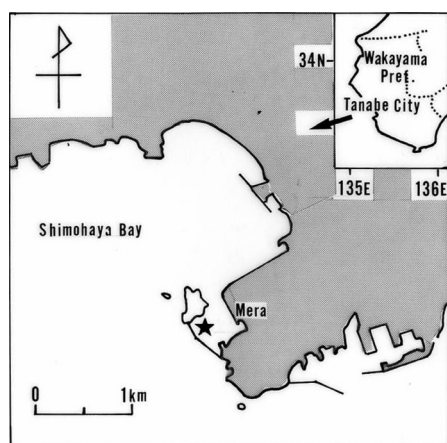 34N
Wakayama
Pref.
Tanabe City
135E
136E
Shimohaya Bay
Mera
0
1km